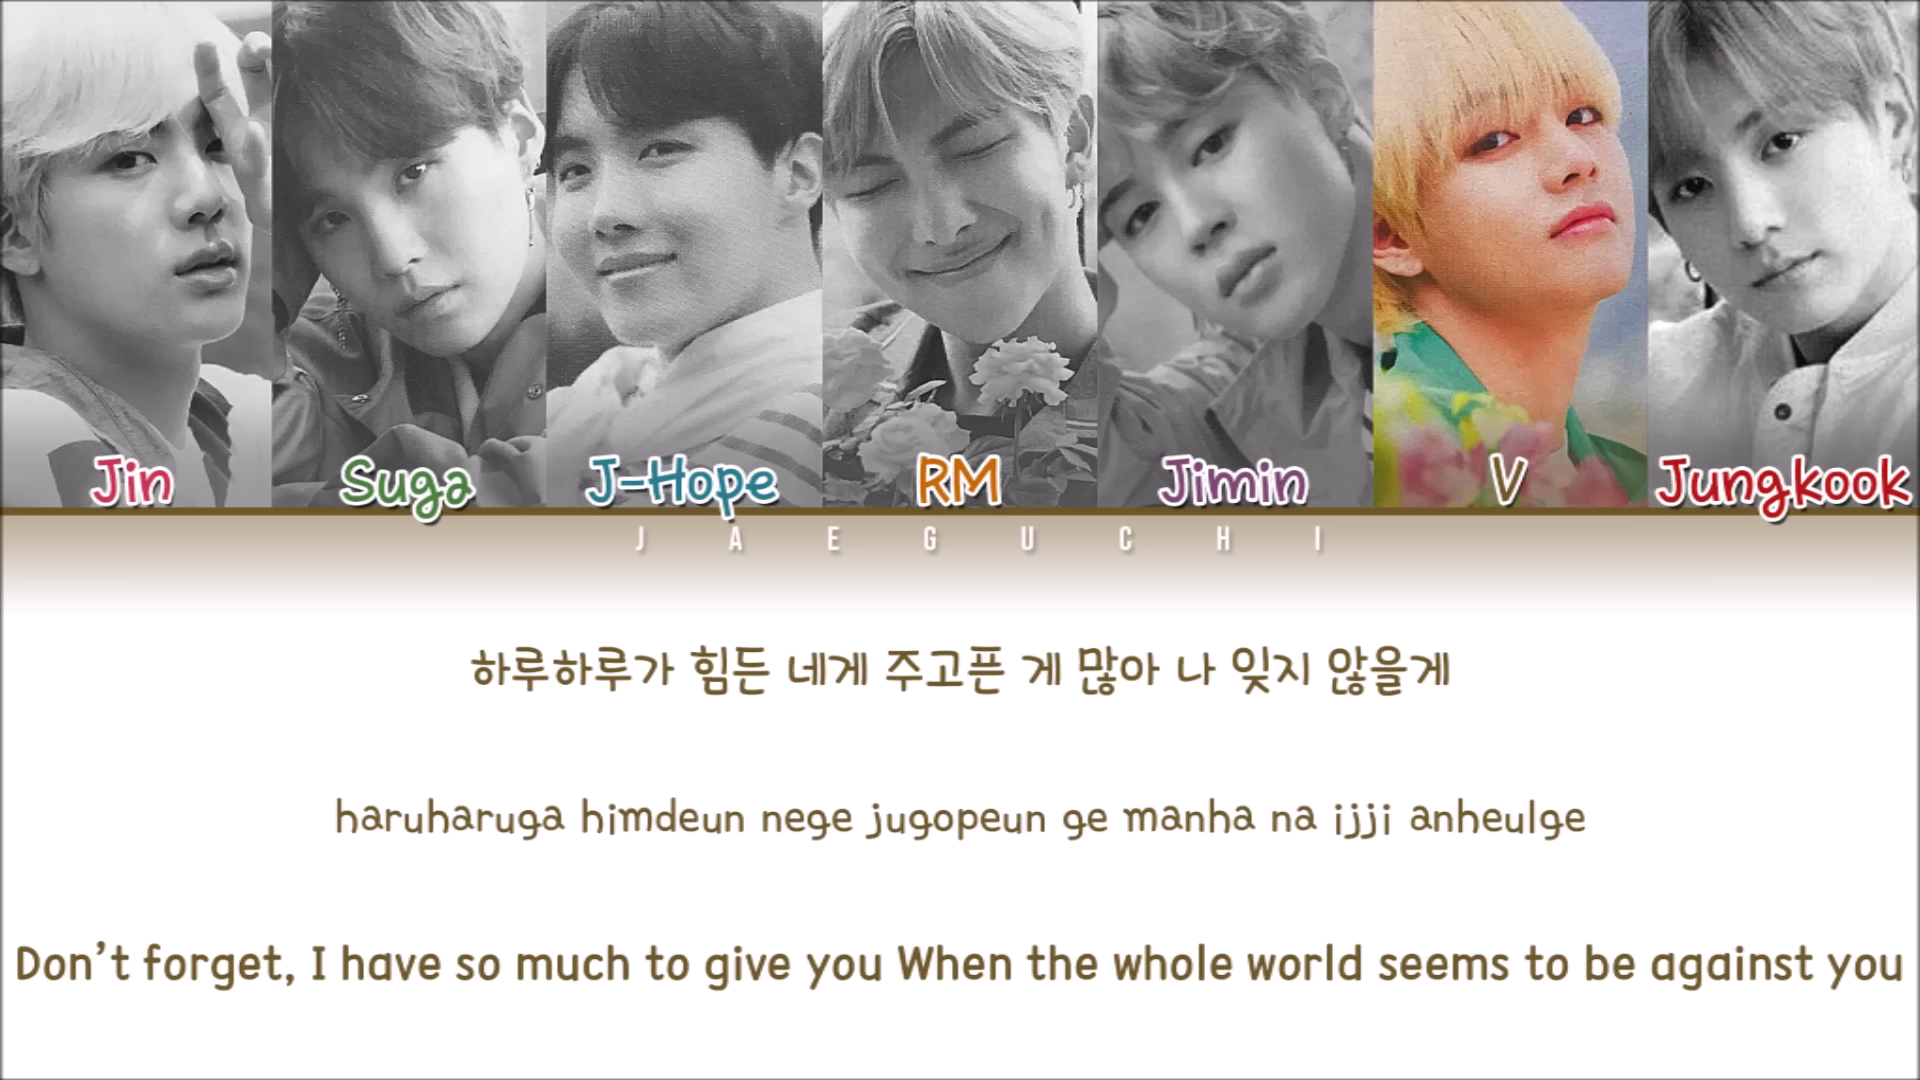 Jin Suga J-Hope RM Jimin V Jungkook
JAEGUCHI
하루하루가 힘든 네게 주고픈 게 많아 나 잊지 않을게
haruharuga himdeun nege jugopeun ge manha na ijji anheulge
Don't forget, I have so much to give you When the whole world seems to be against you